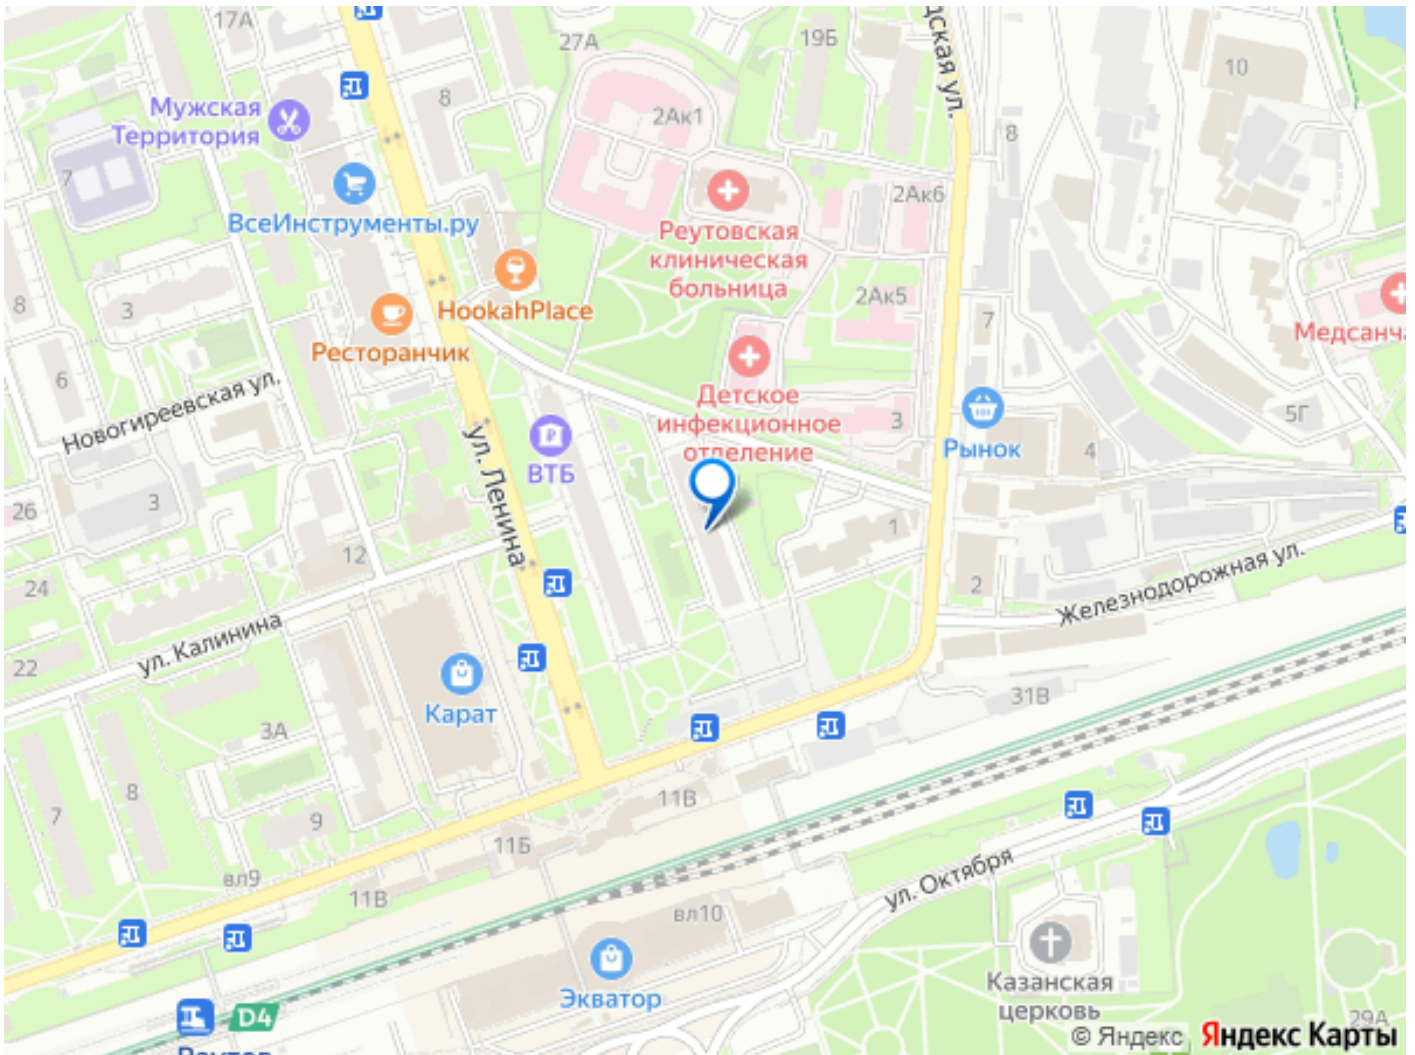 17А
27А
19Б
дская ул.
10
Мужская
Территория
8
2Ак1
8
7
ВсеИнструменты.ру
Реутовская
клиническая
больница
2Ак6
8
3
HookahPlace
2Ак5
7
Медсанча
Ресторанчик
6
Новогиреевская ул.
Детское
инфекционное
отделение
3
Рынок
5Г
4
ул. Ленина
ВТБ
26
3
1
12
24
2
Железнодорожная ул.
ул. Калинина
22
Карат
31В
3А
8
7
9
11В
11Б
вл9
11В
ул. Октября
вл10
Экватор
Казанская
церковь
D4
29А
Реутов
© Яндекс Яндекс Карты